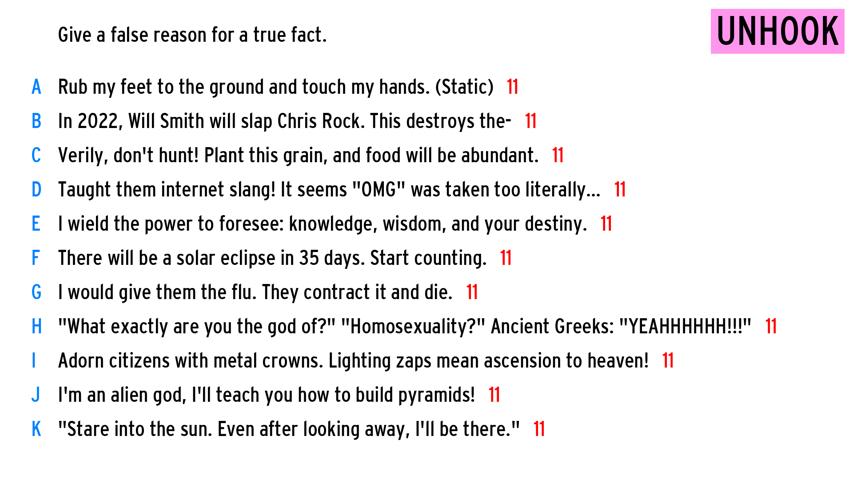 Give a false reason for a true fact.
UNHOOK
A Rub my feet to the ground and touch my hands. (Static) 11
B In 2022, Will Smith will slap Chris Rock. This destroys the- 11
C Verily, don't hunt! Plant this grain, and food will be abundant. 11
D Taught them internet slang! It seems "OMG" was taken too literally... 11
E I wield the power to foresee: knowledge, wisdom, and your destiny. 11
F There will be a solar eclipse in 35 days. Start counting. 11
G I would give them the flu. They contract it and die. 11
H "What exactly are you the god of?" "Homosexuality?" Ancient Greeks: "YEAHHHHHH!!!" 11
I Adorn citizens with metal crowns. Lighting zaps mean ascension to heaven! 11
J I'm an alien god, I'll teach you how to build pyramids! 11
K "Stare into the sun. Even after looking away, I'll be there." 11